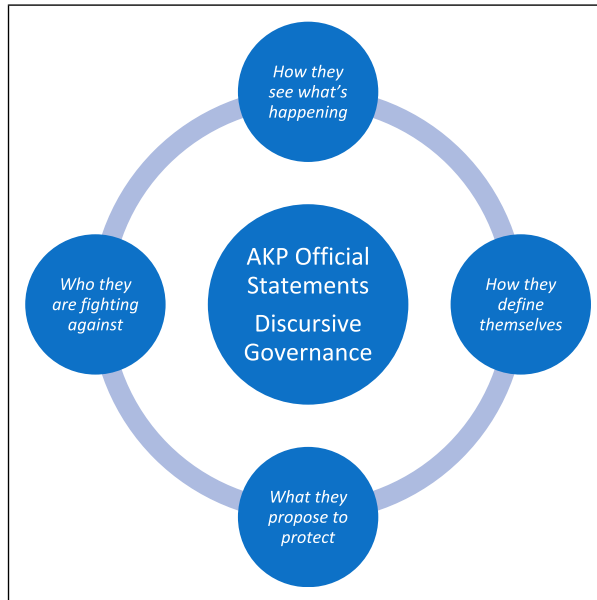 How they
see what's
happening
Who they
are fighting
against
AKP Official
Statements
Discursive
Governance
How they
define
themselves
What they
propose to
protect